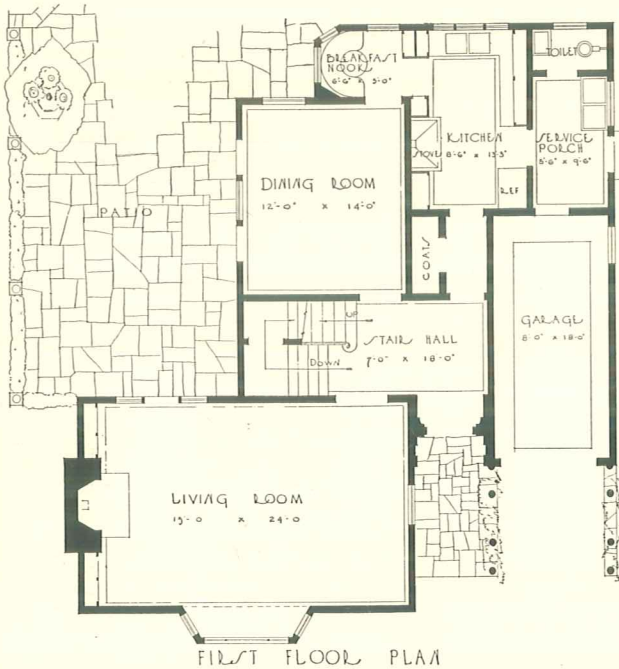 BREAKFAST
NOOK
6'-6" x 5'-0"
TOILET
KITCHEN
8'-6" x 13'-3"
STOVE
REF
SERVICE
PORCH
5'-6" x 9'-6"
DINING ROOM
12'-0" x 14'-0"
PATIO
COATS
UP
DOWN
STAIR HALL
7'-0" x 18'-0"
GARAGE
8'-0" x 18'-0"
LIVING ROOM
15'-0 x 24-0
FIRST FLOOR PLAN